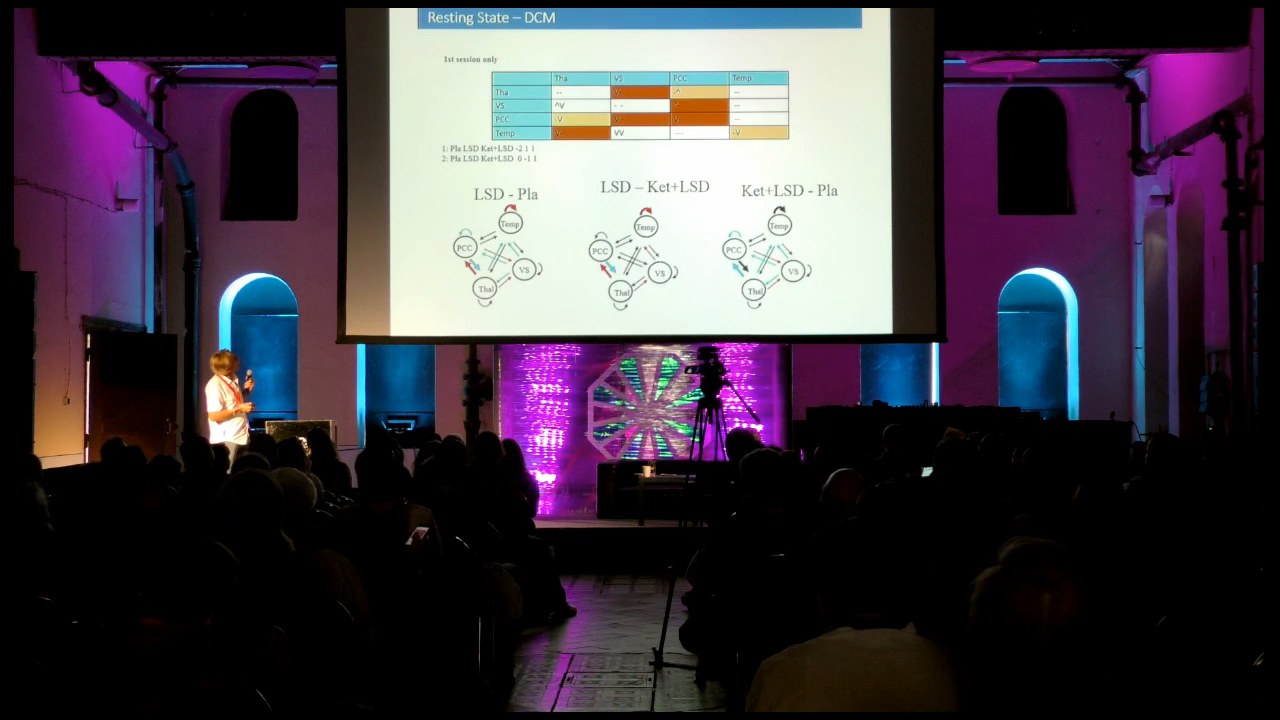 Resting State – DCM
1st session only
Tha VS PCC Temp
Tha -- -^ --
VS ^V - - --
PCC -V --
Temp VV --- -V
1: Pla LSD Ket+LSD -2 1 1
2: Pla LSD Ket+LSD 0 -1 1
LSD - Pla
LSD – Ket+LSD
Ket+LSD - Pla
Temp
PCC
VS
Thal
Temp
PCC
VS
Thal
Temp
PCC
VS
Thal